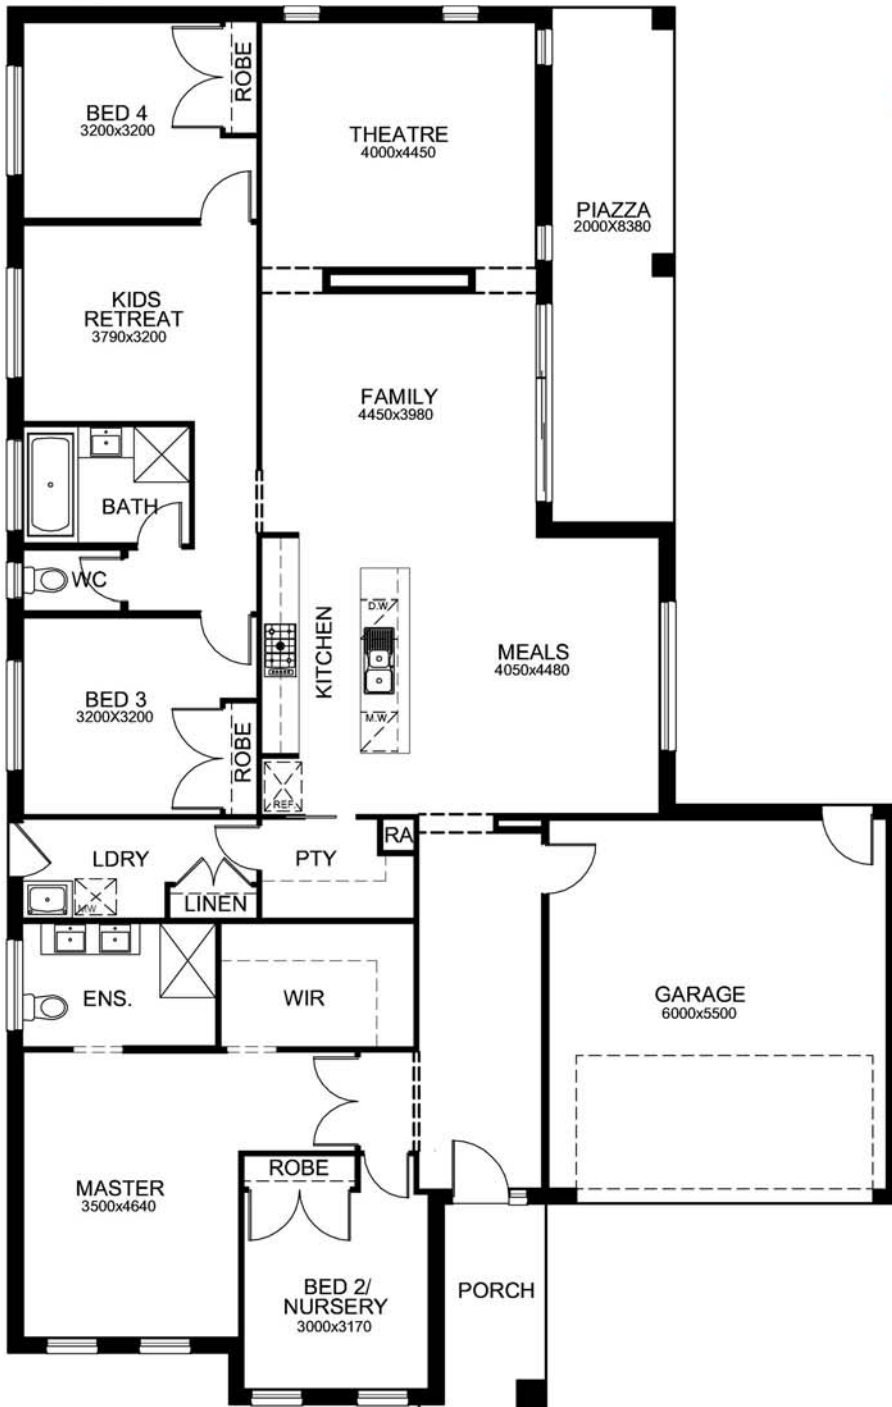 BED 4
3200x3200
ROBE
THEATRE
4000x4450
PIAZZA
2000X8380
KIDS
RETREAT
3790x3200
FAMILY
4450x3980
BATH
WC
KITCHEN
D.W
MEALS
4050x4480
BED 3
3200X3200
ROBE
M.W
REF.
LDRY
PTY
RA
LINEN
MW
ENS.
WIR
GARAGE
6000x5500
MASTER
3500x4640
ROBE
BED 2/
NURSERY
3000x3170
PORCH